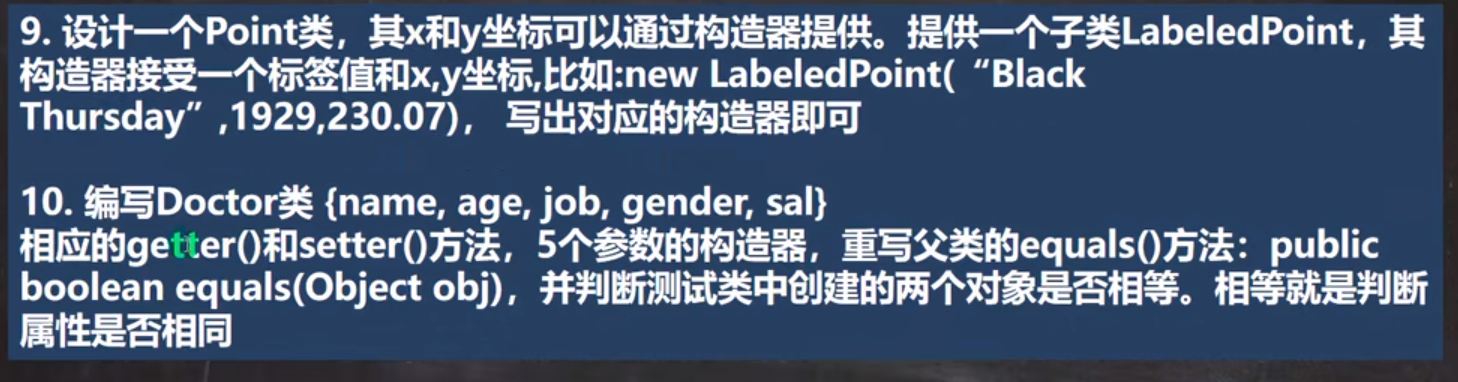 9. 设计一个Point类，其x和y坐标可以通过构造器提供。提供一个子类LabeledPoint，其
构造器接受一个标签值和x,y坐标,比如:new LabeledPoint(“Black
Thursday”,1929,230.07)， 写出对应的构造器即可
10. 编写Doctor类 {name, age, job, gender, sal}
相应的getter()和setter()方法，5个参数的构造器，重写父类的equals()方法：public
boolean equals(Object obj)，并判断测试类中创建的两个对象是否相等。相等就是判断
属性是否相同